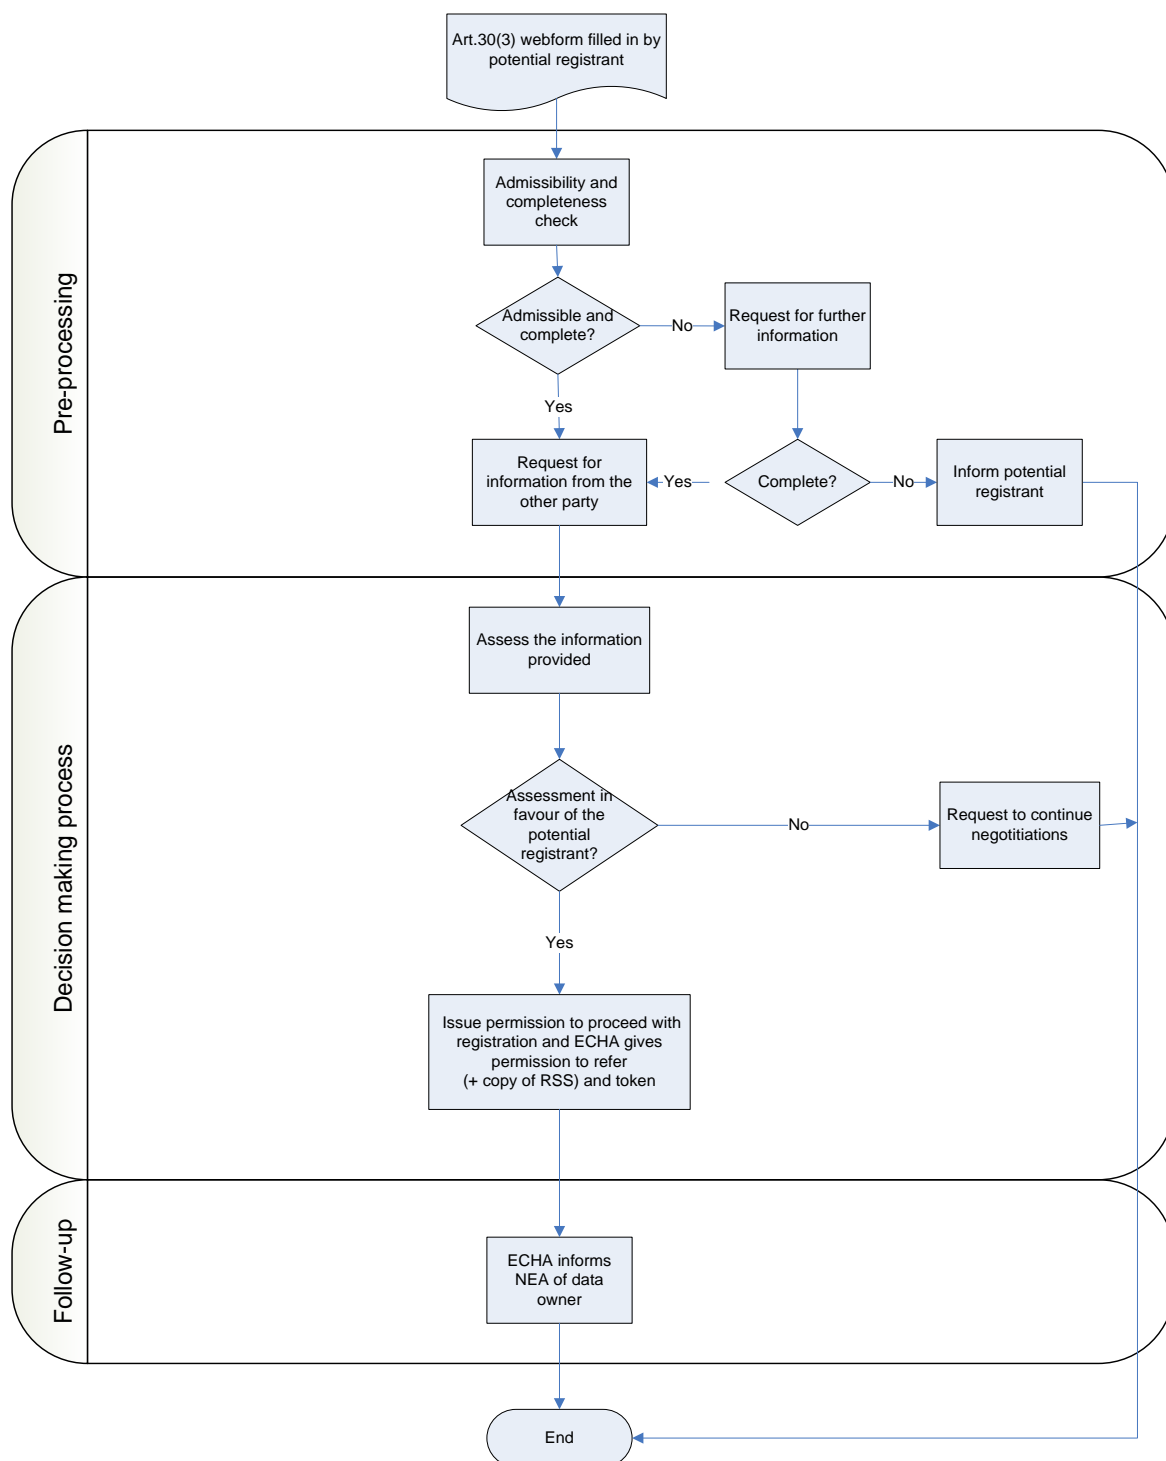 Art.30(3) webform filled in by
potential registrant
Pre-processing
Admissibility and
completeness
check
Admissible and
complete?
No
Request for further
information
Yes
Request for
information from the
other party
Yes
Complete?
No
Inform potential
registrant
Decision making process
Assess the information
provided
Assessment in
favour of the
potential
registrant?
No
Request to continue
negotitiations
Yes
Issue permission to proceed with
registration and ECHA gives
permission to refer
(+ copy of RSS) and token
Follow-up
ECHA informs
NEA of data
owner
End